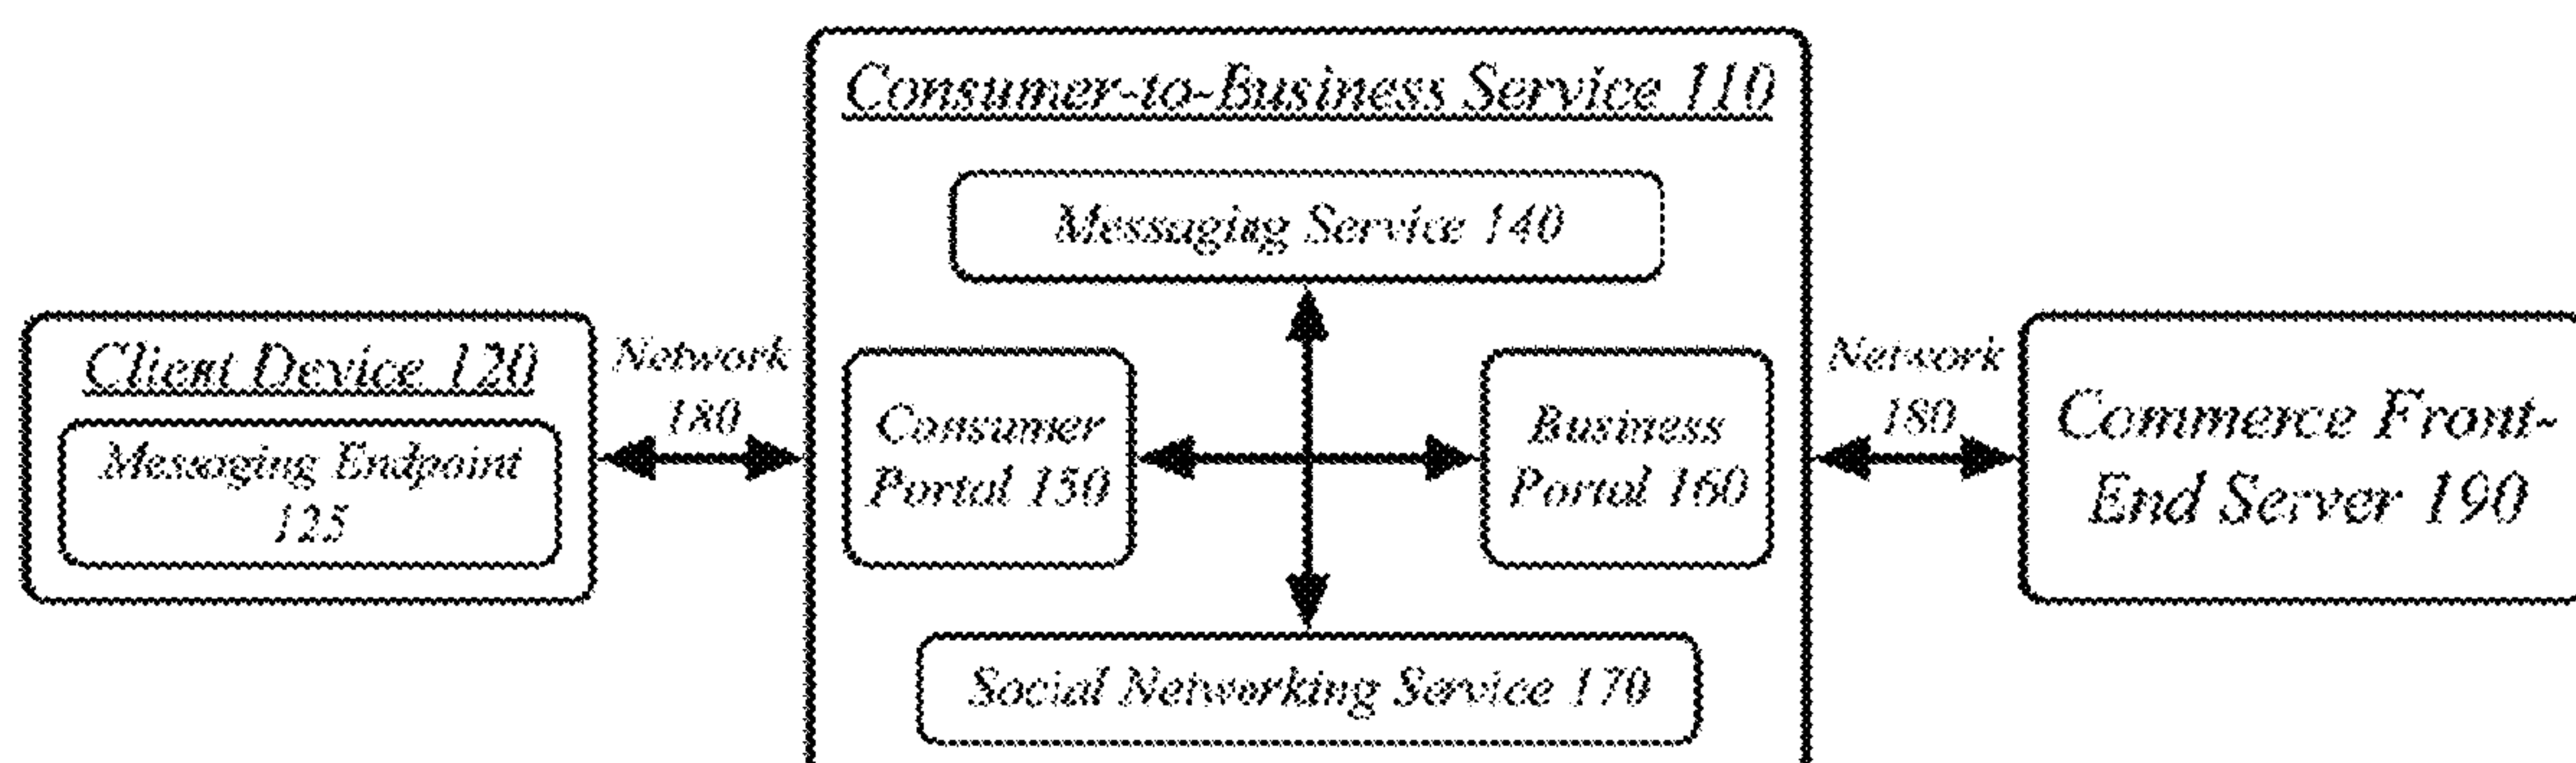 Consumer-to-Business Service 110
Messaging Service 140
Client Device 120
Messaging Endpoint
125
Network
180
Consumer
Portal 150
Business
Portal 160
Network
180
Commerce Front-
End Server 190
Social Networking Service 170